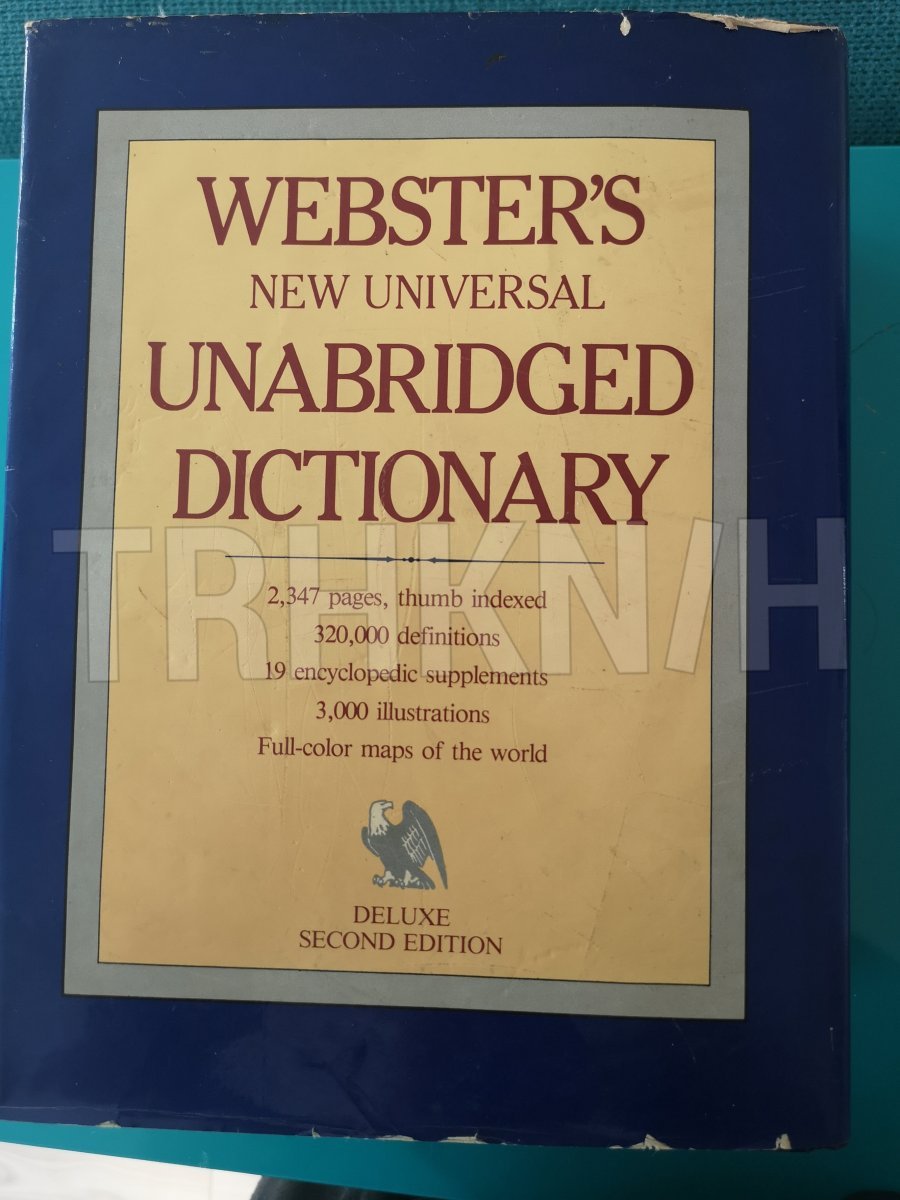 WEBSTER'S
NEW UNIVERSAL
UNABRIDGED
DICTIONARY
TRHKN/H
2,347 pages, thumb indexed
320,000 definitions
19 encyclopedic supplements
3,000 illustrations
Full-color maps of the world
DELUXE
SECOND EDITION